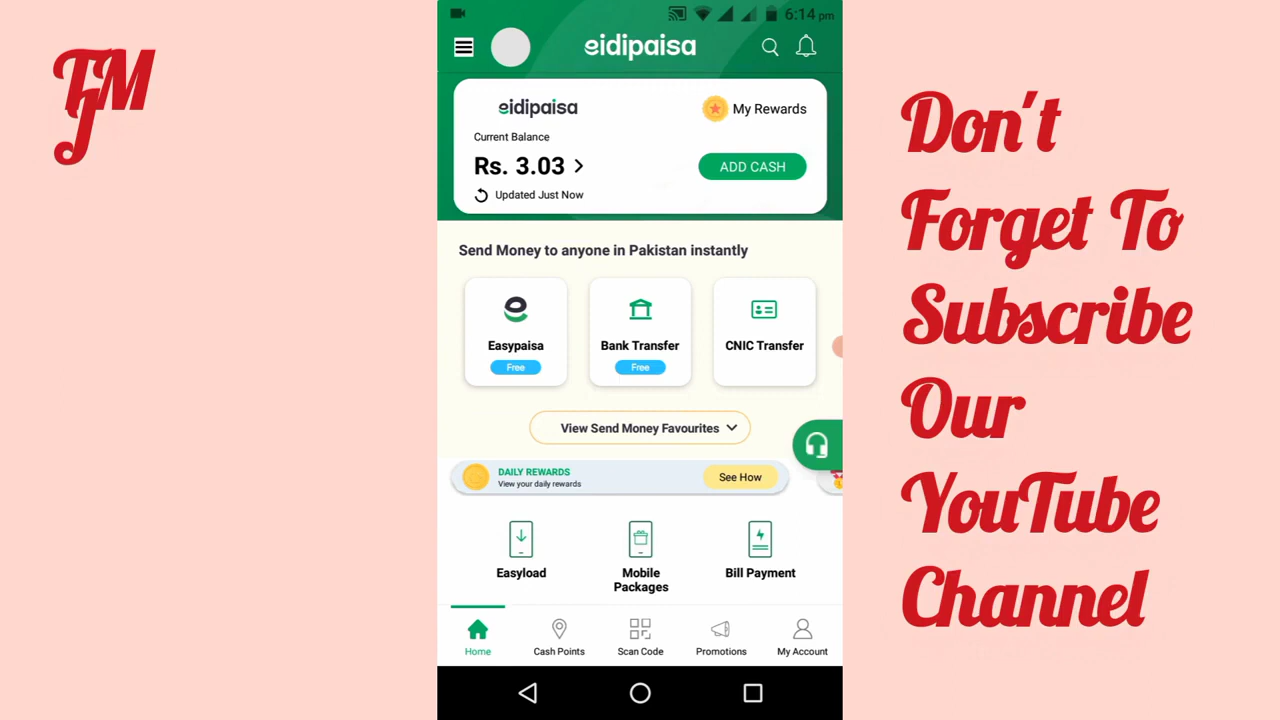 TM
J
6:14 pm
eidipaisa
eidipaisa
My Rewards
Current Balance
Rs. 3.03
ADD CASH
Updated Just Now
Send Money to anyone in Pakistan instantly
Easypaisa
Free
Bank Transfer
Free
CNIC Transfer
View Send Money Favourites
DAILY REWARDS
View your daily rewards
See How
Easyload
Mobile
Packages
Bill Payment
Home
Cash Points
Scan Code
Promotions
My Account
Don't
Forget To
Subscribe
Our
YouTube
Channel